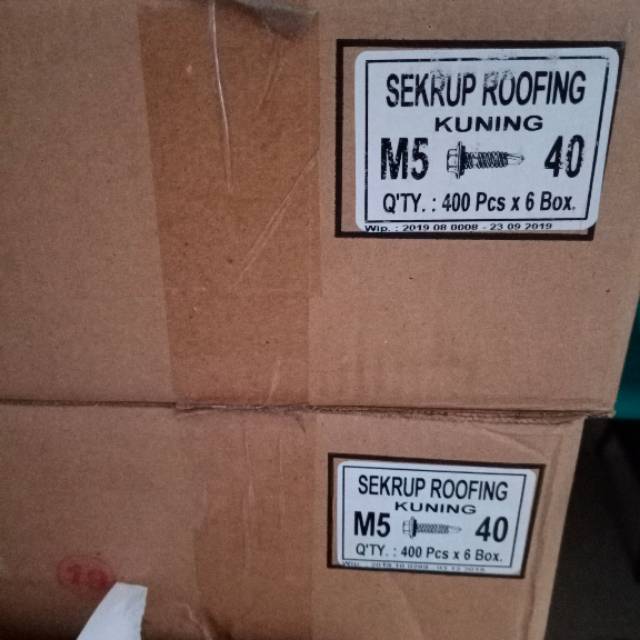 SEKRUP ROOFING
KUNING
M5 40
Q'TY. : 400 Pcs x 6 Box.
Wip. : 2019 08 0008 - 23 09 2019
SEKRUP ROOFING
KUNING
M5 40
Q'TY. : 400 Pcs x 6 Box.